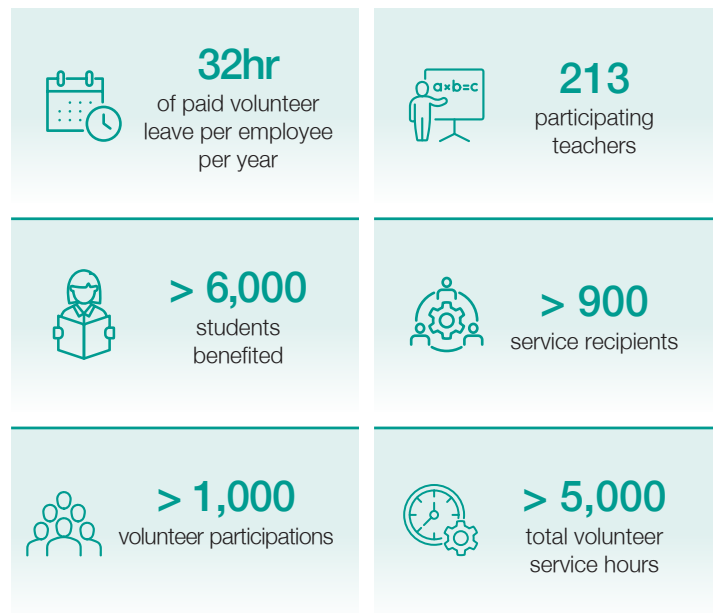 32hr
of paid volunteer
leave per employee
per year
a×b=c
213
participating
teachers
> 6,000
students
benefited
> 900
service recipients
> 1,000
volunteer participations
> 5,000
total volunteer
service hours